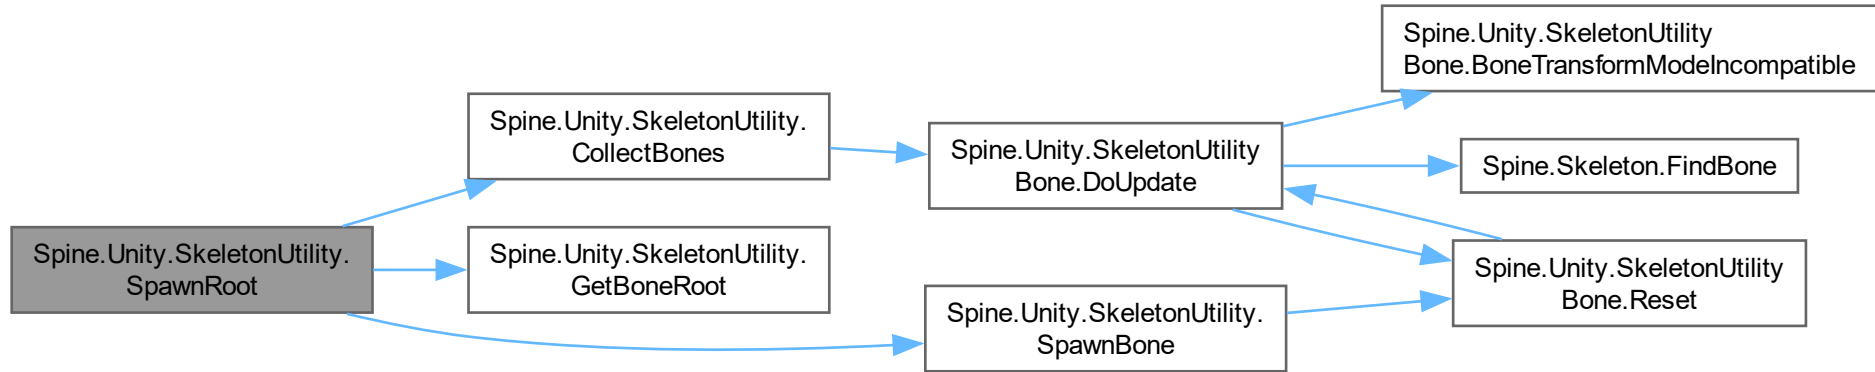 Spine.Unity.SkeletonUtility.
SpawnRoot
Spine.Unity.SkeletonUtility.
CollectBones
Spine.Unity.SkeletonUtility.
GetBoneRoot
Spine.Unity.SkeletonUtility.
SpawnBone
Spine.Unity.SkeletonUtility
Bone.DoUpdate
Spine.Unity.SkeletonUtility
Bone.BoneTransformModeIncompatible
Spine.Skeleton.FindBone
Spine.Unity.SkeletonUtility
Bone.Reset